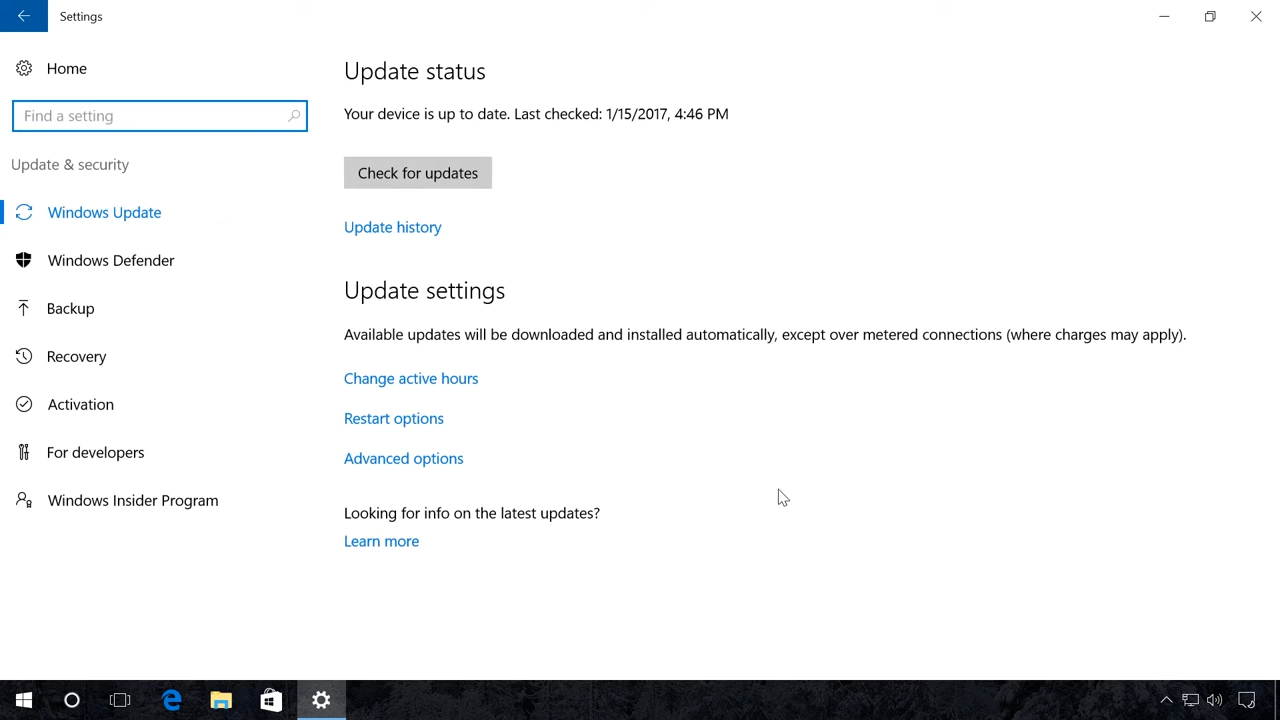 Settings
Home
Find a setting
Update & security
Windows Update
Windows Defender
Backup
Recovery
Activation
For developers
Windows Insider Program
Update status
Your device is up to date. Last checked: 1/15/2017, 4:46 PM
Check for updates
Update history
Update settings
Available updates will be downloaded and installed automatically, except over metered connections (where charges may apply).
Change active hours
Restart options
Advanced options
Looking for info on the latest updates?
Learn more